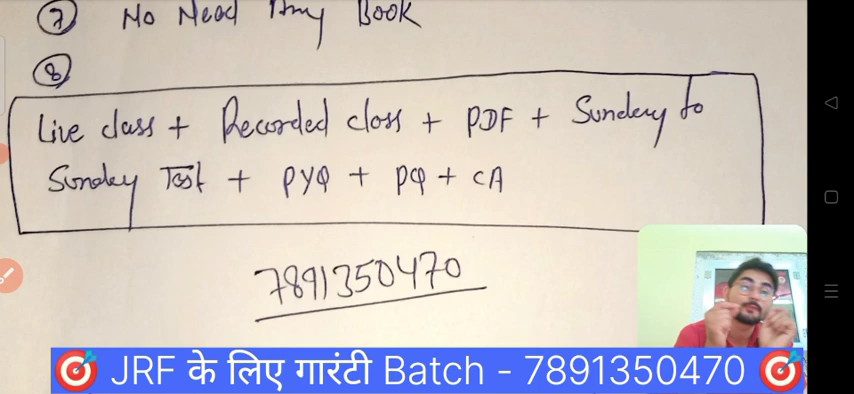 ⑦ No Need Any Book
⑧
Live class + Recorded class + PDF + Sunday to
Sunday Test + PYQ + PQ + CA
7891350470
🎯 JRF के लिए गारंटी Batch - 7891350470 🎯